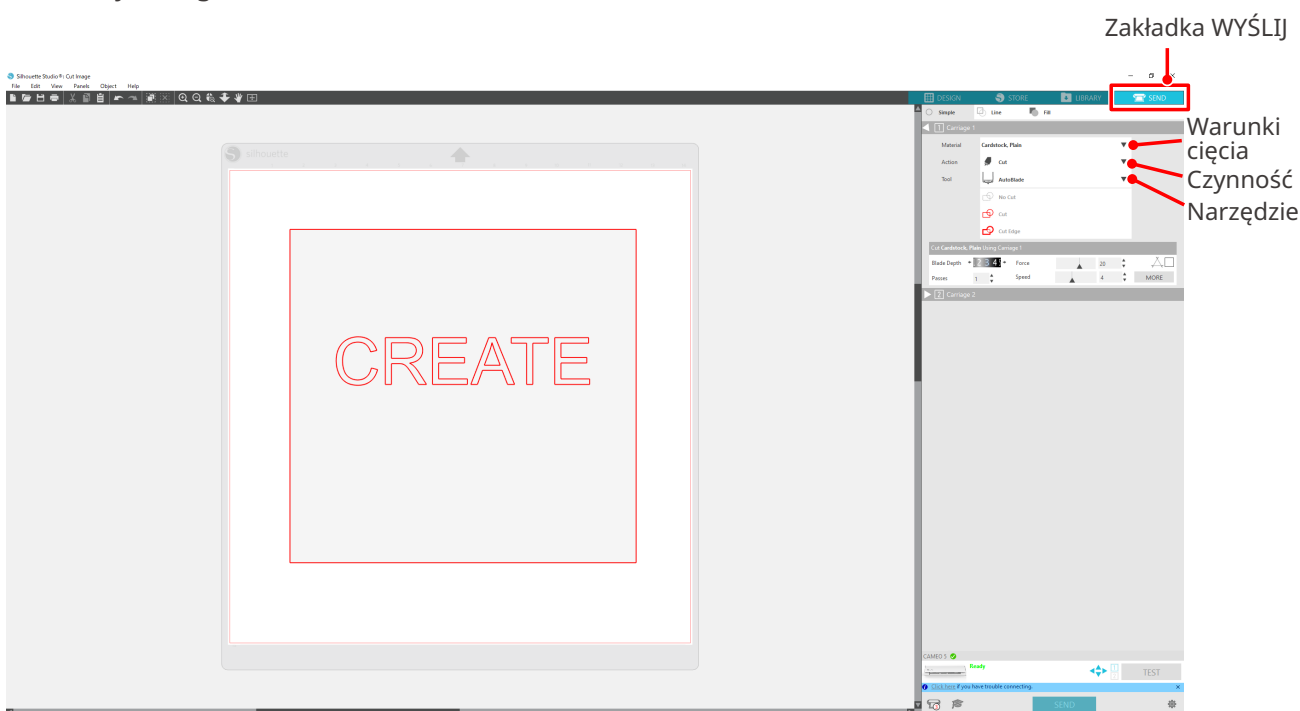 Zakładka WYŚLIJ
Silhouette Studio®: Cut Image
File Edit View Panels Object Help
DESIGN STORE LIBRARY SEND
Simple Line Fill
1 Carriage 1
Warunki
cięcia
Material Cardstock, Plain
Action Cut
Czynność
Tool AutoBlade
Narzędzie
No Cut
Cut
Cut Edge
Cut Cardstock, Plain Using Carriage 1
Blade Depth 4 Force 20
Passes 1 Speed 4 MORE
2 Carriage 2
silhouette
CREATE
CAMEO 5
Ready
TEST
Click here if you have trouble connecting.
SEND